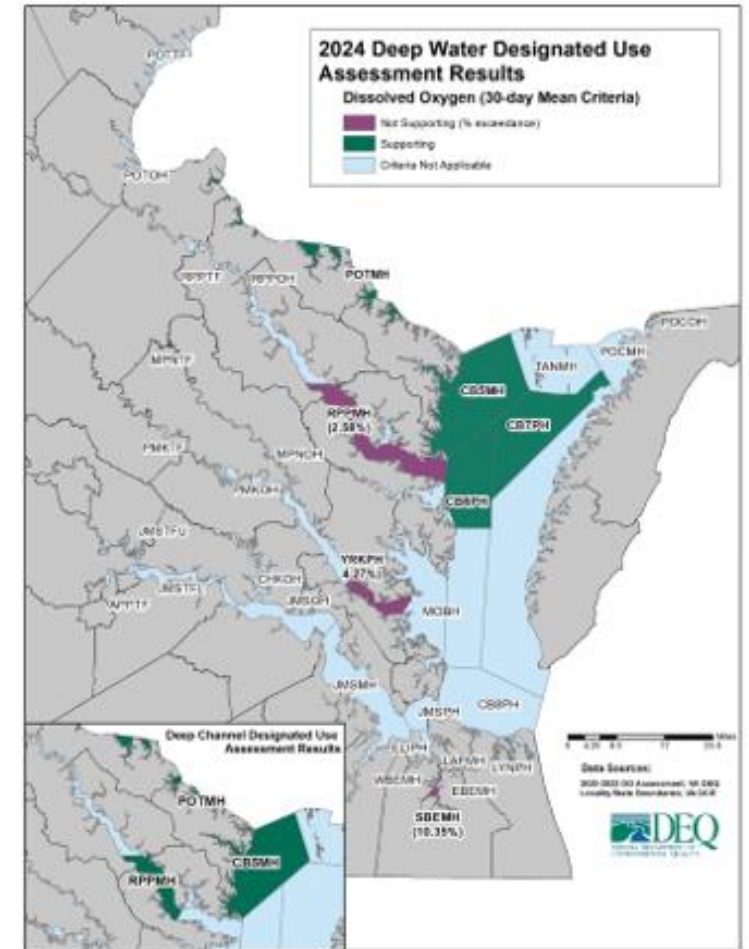 2024 Deep Water Designated Use
Assessment Results
Dissolved Oxygen (30-day Mean Criteria)
Not Supporting (% exceedance)
Supporting
Criteria Not Applicable
POTTF
POTOH
RPPTF
RPPOH
POTMH
POCOH
POCMH
TANMH
MPNTF
CB5MH
RPPMH
(2.58%)
CB7PH
PMKTF
MPNOH
PMKOH
CB6PH
JMSTFU
YRKPH
4.27%)
CHKOH
JMSTFL
APPTF
JMSOH
MOBH
JMSMH
JMSPH
CB8PH
ELIPH
LAFMH
LYNPH
WBEMH
EBEMH
SBEMH
(10.35%)
Deep Channel Designated Use
Assessment Results
POTMH
CB5MH
RPPMH
Miles
Data Sources:
DEQ